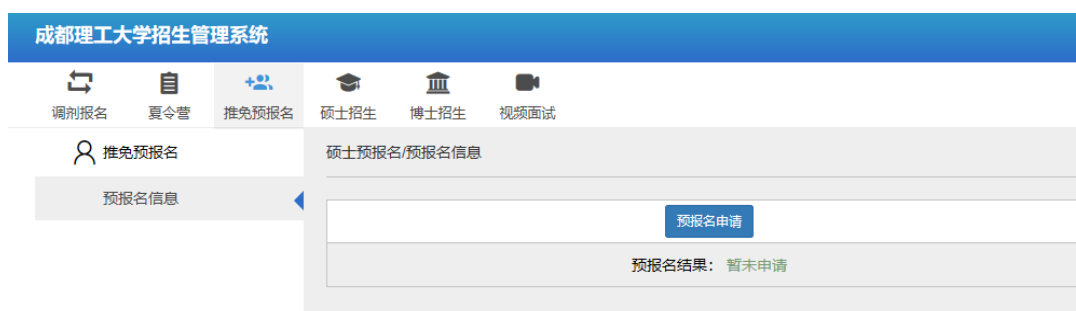 成都理工大学招生管理系统
调剂报名 夏令营 推免预报名 硕士招生 博士招生 视频面试
推免预报名
硕士预报名/预报名信息
预报名信息
预报名申请
预报名结果： 暂未申请